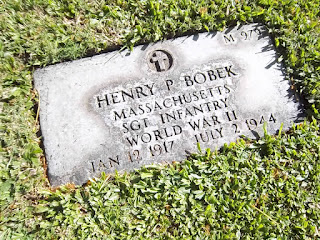 HENRY P BOBEK
MASSACHUSETTS
SGT INFANTRY
WORLD WAR II
JAN 12 1917 JULY 2 1944